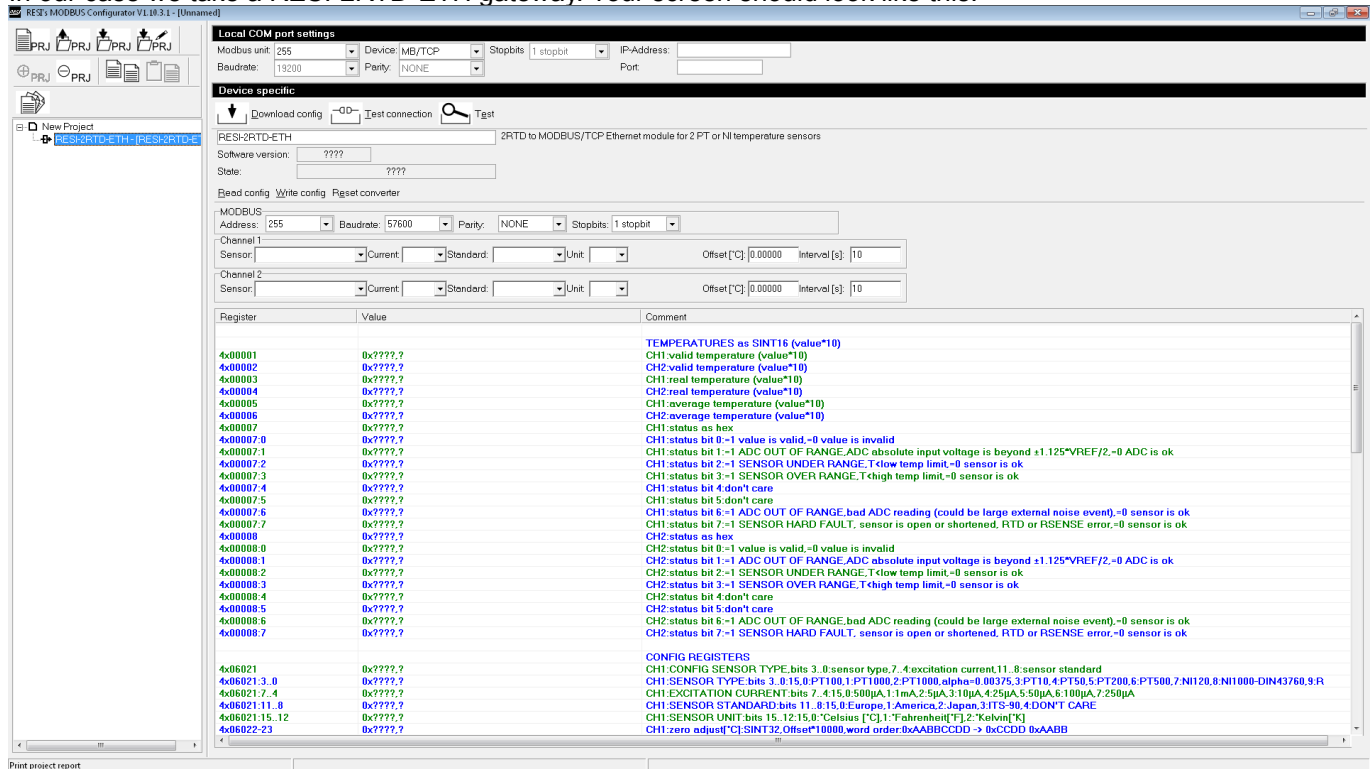 In our case we take a RESI-2RTD-ETH gateway. Your screen should look like this:
RESI's MODBUS Configurator V1.10.3.1 - [Unnamed]
PRJ PRJ PRJ PRJ
PRJ PRJ
New Project
RESI-2RTD-ETH - [RESI-2RTD-E
Local COM port settings
Modbus unit: 255 Device: MB/TCP Stopbits 1 stopbit IP-Address:
Baudrate: 19200 Parity: NONE Port:
Device specific
Download config Test connection Test
RESI-2RTD-ETH 2RTD to MODBUS/TCP Ethernet module for 2 PT or NI temperature sensors
Software version: ????
State: ????
Read config Write config Reset converter
MODBUS
Address: 255 Baudrate: 57600 Parity: NONE Stopbits: 1 stopbit
Channel 1
Sensor: Current: Standard: Unit: Offset [°C]: 0.00000 Interval [s]: 10
Channel 2
Sensor: Current: Standard: Unit: Offset [°C]: 0.00000 Interval [s]: 10
Register Value Comment
TEMPERATURES as SINT16 (value*10)
4x00001 0x????,? CH1:valid temperature (value*10)
4x00002 0x????,? CH2:valid temperature (value*10)
4x00003 0x????,? CH1:real temperature (value*10)
4x00004 0x????,? CH2:real temperature (value*10)
4x00005 0x????,? CH1:average temperature (value*10)
4x00006 0x????,? CH2:average temperature (value*10)
4x00007 0x????,? CH1:status as hex
4x00007:0 0x????,? CH1:status bit 0:=1 value is valid,=0 value is invalid
4x00007:1 0x????,? CH1:status bit 1:=1 ADC OUT OF RANGE,ADC absolute input voltage is beyond ±1.125*VREF/2,=0 ADC is ok
4x00007:2 0x????,? CH1:status bit 2:=1 SENSOR UNDER RANGE,T<low temp limit,=0 sensor is ok
4x00007:3 0x????,? CH1:status bit 3:=1 SENSOR OVER RANGE,T<high temp limit,=0 sensor is ok
4x00007:4 0x????,? CH1:status bit 4:don't care
4x00007:5 0x????,? CH1:status bit 5:don't care
4x00007:6 0x????,? CH1:status bit 6:=1 ADC OUT OF RANGE,bad ADC reading (could be large external noise event),=0 sensor is ok
4x00007:7 0x????,? CH1:status bit 7:=1 SENSOR HARD FAULT, sensor is open or shortened, RTD or RSENSE error,=0 sensor is ok
4x00008 0x????,? CH2:status as hex
4x00008:0 0x????,? CH2:status bit 0:=1 value is valid,=0 value is invalid
4x00008:1 0x????,? CH2:status bit 1:=1 ADC OUT OF RANGE,ADC absolute input voltage is beyond ±1.125*VREF/2,=0 ADC is ok
4x00008:2 0x????,? CH2:status bit 2:=1 SENSOR UNDER RANGE,T<low temp limit,=0 sensor is ok
4x00008:3 0x????,? CH2:status bit 3:=1 SENSOR OVER RANGE,T<high temp limit,=0 sensor is ok
4x00008:4 0x????,? CH2:status bit 4:don't care
4x00008:5 0x????,? CH2:status bit 5:don't care
4x00008:6 0x????,? CH2:status bit 6:=1 ADC OUT OF RANGE,bad ADC reading (could be large external noise event),=0 sensor is ok
4x00008:7 0x????,? CH2:status bit 7:=1 SENSOR HARD FAULT, sensor is open or shortened, RTD or RSENSE error,=0 sensor is ok
CONFIG REGISTERS
4x06021 0x????,? CH1:CONFIG SENSOR TYPE,bits 3..0:sensor type,7..4:excitation current,11..8:sensor standard
4x06021:3..0 0x????,? CH1:SENSOR TYPE:bits 3..0:15,0:PT100,1:PT1000,2:PT1000,alpha=0.00375,3:PT10,4:PT50,5:PT200,6:PT500,7:NI120,8:NI1000-DIN43760,9:R
4x06021:7..4 0x????,? CH1:EXCITATION CURRENT:bits 7..4:15,0:500µA,1:1mA,2:5µA,3:10µA,4:25µA,5:50µA,6:100µA,7:250µA
4x06021:11..8 0x????,? CH1:SENSOR STANDARD:bits 11..8:15,0:Europe,1:America,2:Japan,3:ITS-90,4:DON'T CARE
4x06021:15..12 0x????,? CH1:SENSOR UNIT:bits 15..12:15,0:°Celsius [°C],1:°Fahrenheit[°F],2:°Kelvin[°K]
4x06022-23 0x????,? CH1:zero adjust[°C]:SINT32,Offset*10000,word order:0xAABBCCDD -> 0xCCDD 0xAABB
Print project report